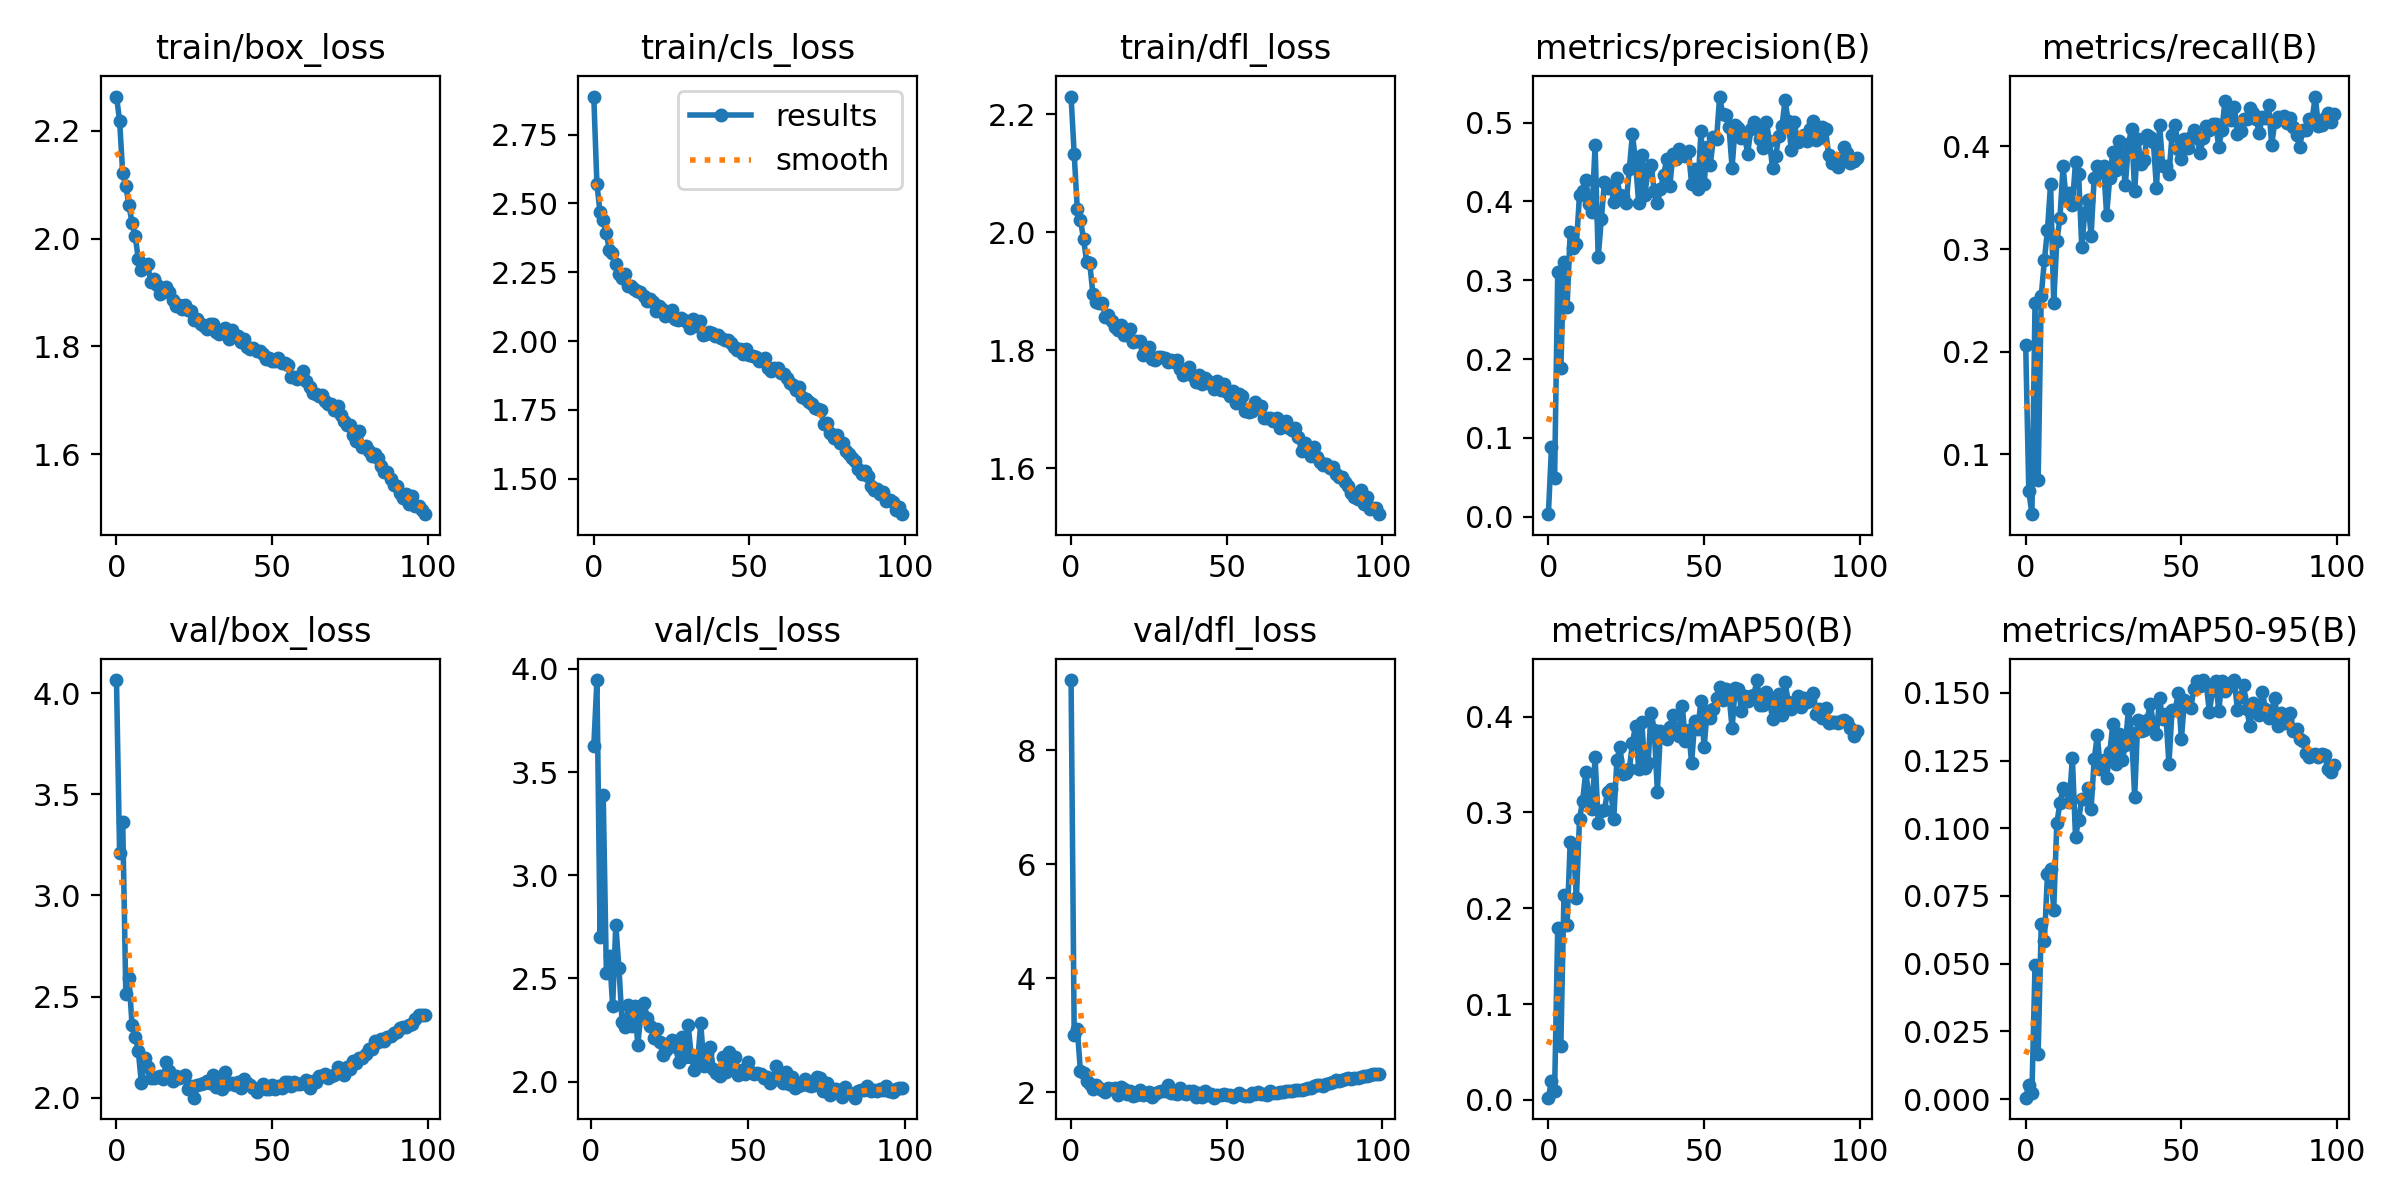 train/box_loss
train/cls_loss
train/dfl_loss
metrics/precision(B)
metrics/recall(B)
2.2
2.0
1.8
1.6
0 50 100
results
smooth
2.75
2.50
2.25
2.00
1.75
1.50
0 50 100
2.2
2.0
1.8
1.6
0 50 100
0.5
0.4
0.3
0.2
0.1
0.0
0 50 100
0.4
0.3
0.2
0.1
0 50 100
val/box_loss
val/cls_loss
val/dfl_loss
metrics/mAP50(B)
metrics/mAP50-95(B)
4.0
3.5
3.0
2.5
2.0
0 50 100
4.0
3.5
3.0
2.5
2.0
0 50 100
8
6
4
2
0 50 100
0.4
0.3
0.2
0.1
0.0
0 50 100
0.150
0.125
0.100
0.075
0.050
0.025
0.000
0 50 100